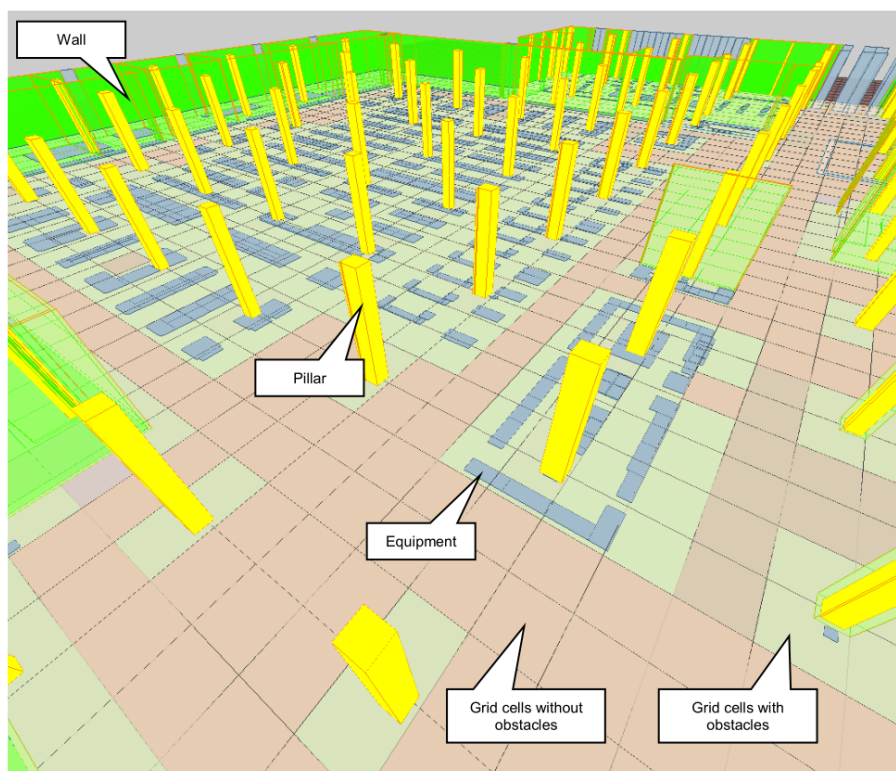 Wall
Pillar
Equipment
Grid cells without
obstacles
Grid cells with
obstacles